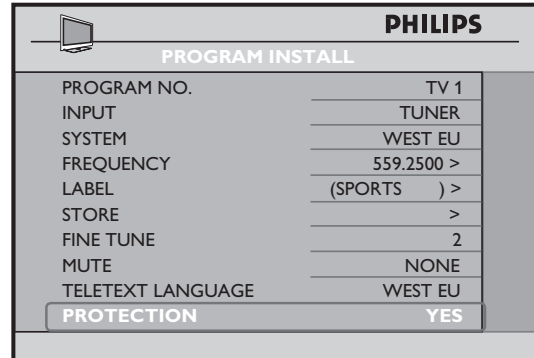 PHILIPS
PROGRAM INSTALL
PROGRAM NO. TV 1
INPUT TUNER
SYSTEM WEST EU
FREQUENCY 559.2500 >
LABEL (SPORTS ) >
STORE >
FINE TUNE 2
MUTE NONE
TELETEXT LANGUAGE WEST EU
PROTECTION YES